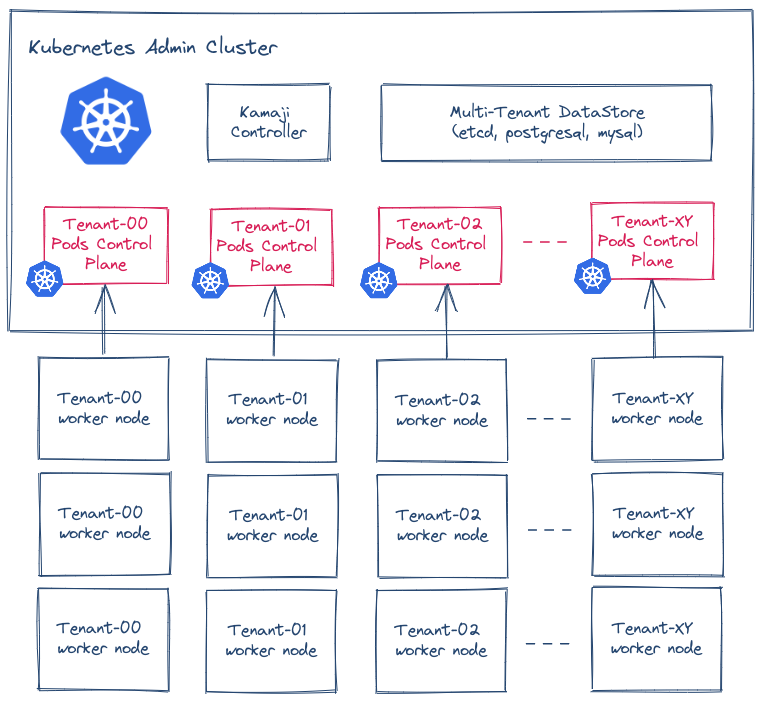 Kubernetes Admin Cluster
Kamaji
Controller
Multi-Tenant DataStore
(etcd, postgresal, mysal)
Tenant-00
Pods Control
Plane
Tenant-01
Pods Control
Plane
Tenant-02
Pods Control
Plane
Tenant-XY
Pods Control
Plane
Tenant-00
worker node
Tenant-01
worker node
Tenant-02
worker node
Tenant-XY
worker node
Tenant-00
worker node
Tenant-01
worker node
Tenant-02
worker node
Tenant-XY
worker node
Tenant-00
worker node
Tenant-01
worker node
Tenant-02
worker node
Tenant-XY
worker node